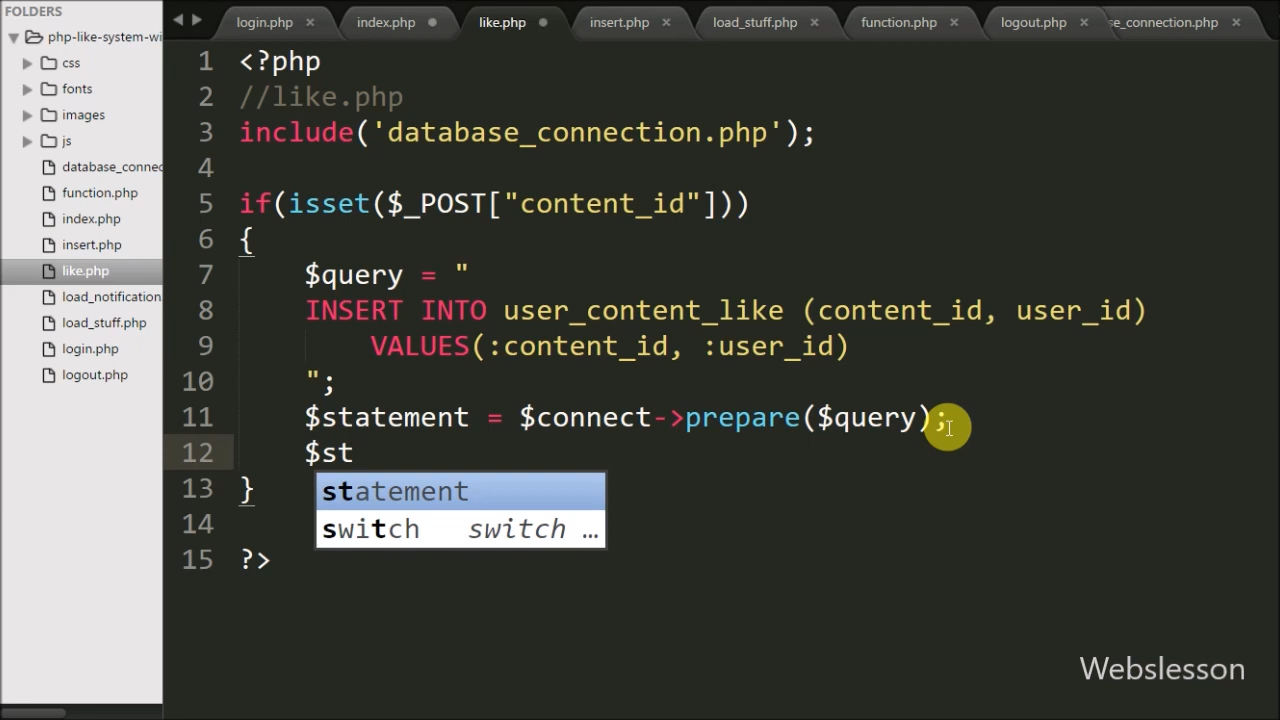 FOLDERS
php-like-system-wi
css
fonts
images
js
database_connec
function.php
index.php
insert.php
like.php
load_notification.
load_stuff.php
login.php
logout.php
login.php × index.php like.php insert.php × load_stuff.php × function.php × logout.php × se_connection.php ×
1 <?php
2 //like.php
3 include('database_connection.php');
4
5 if(isset($_POST["content_id"]))
6 {
7 $query = "
8 INSERT INTO user_content_like (content_id, user_id)
9 VALUES(:content_id, :user_id)
10 ";
11 $statement = $connect->prepare($query);
12 $st
statement
switch switch …
13 }
14
15 ?>
Webslesson